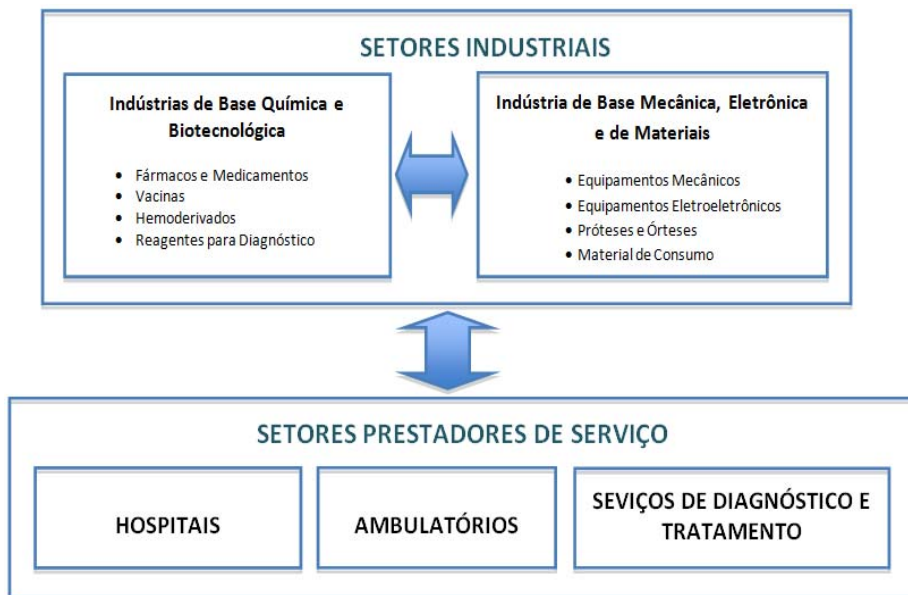 SETORES INDUSTRIAIS
Indústrias de Base Química e
Biotecnológica
• Fármacos e Medicamentos
• Vacinas
• Hemoderivados
• Reagentes para Diagnóstico
Indústria de Base Mecânica, Eletrônica
e de Materiais
• Equipamentos Mecânicos
• Equipamentos Eletroeletrônicos
• Próteses e Órteses
• Material de Consumo
SETORES PRESTADORES DE SERVIÇO
HOSPITAIS
AMBULATÓRIOS
SEVIÇOS DE DIAGNÓSTICO E
TRATAMENTO